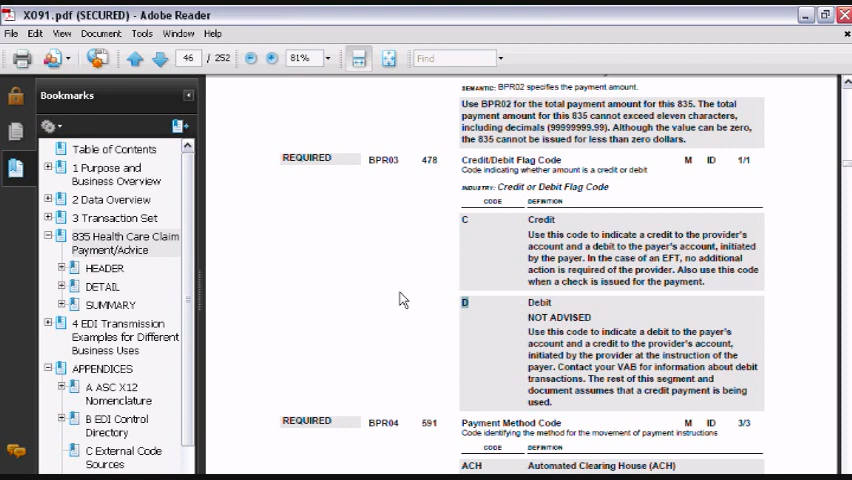 XO91.pdf (SECURED) - Adobe Reader
File Edit View Document Tools Window Help
46 / 252 81% Find
Bookmarks
Table of Contents
1 Purpose and
Business Overview
2 Data Overview
3 Transaction Set
835 Health Care Claim
Payment/Advice
HEADER
DETAIL
SUMMARY
4 EDI Transmission
Examples for Different
Business Uses
APPENDICES
A ASC X12
Nomenclature
B EDI Control
Directory
C External Code
Sources
SEMANTIC: BPR02 specifies the payment amount.
Use BPR02 for the total payment amount for this 835. The total
payment amount for this 835 cannot exceed eleven characters,
including decimals (99999999.99). Although the value can be zero,
the 835 cannot be issued for less than zero dollars.
REQUIRED BPR03 478 Credit/Debit Flag Code M ID 1/1
Code indicating whether amount is a credit or debit
INDUSTRY: Credit or Debit Flag Code
CODE DEFINITION
C Credit
Use this code to indicate a credit to the provider's
account and a debit to the payer's account, initiated
by the payer. In the case of an EFT, no additional
action is required of the provider. Also use this code
when a check is issued for the payment.
D Debit
NOT ADVISED
Use this code to indicate a debit to the payer's
account and a credit to the provider's account,
initiated by the provider at the instruction of the
payer. Contact your VAB for information about debit
transactions. The rest of this segment and
document assumes that a credit payment is being
used.
REQUIRED BPR04 591 Payment Method Code M ID 3/3
Code identifying the method for the movement of payment instructions
CODE DEFINITION
ACH Automated Clearing House (ACH)